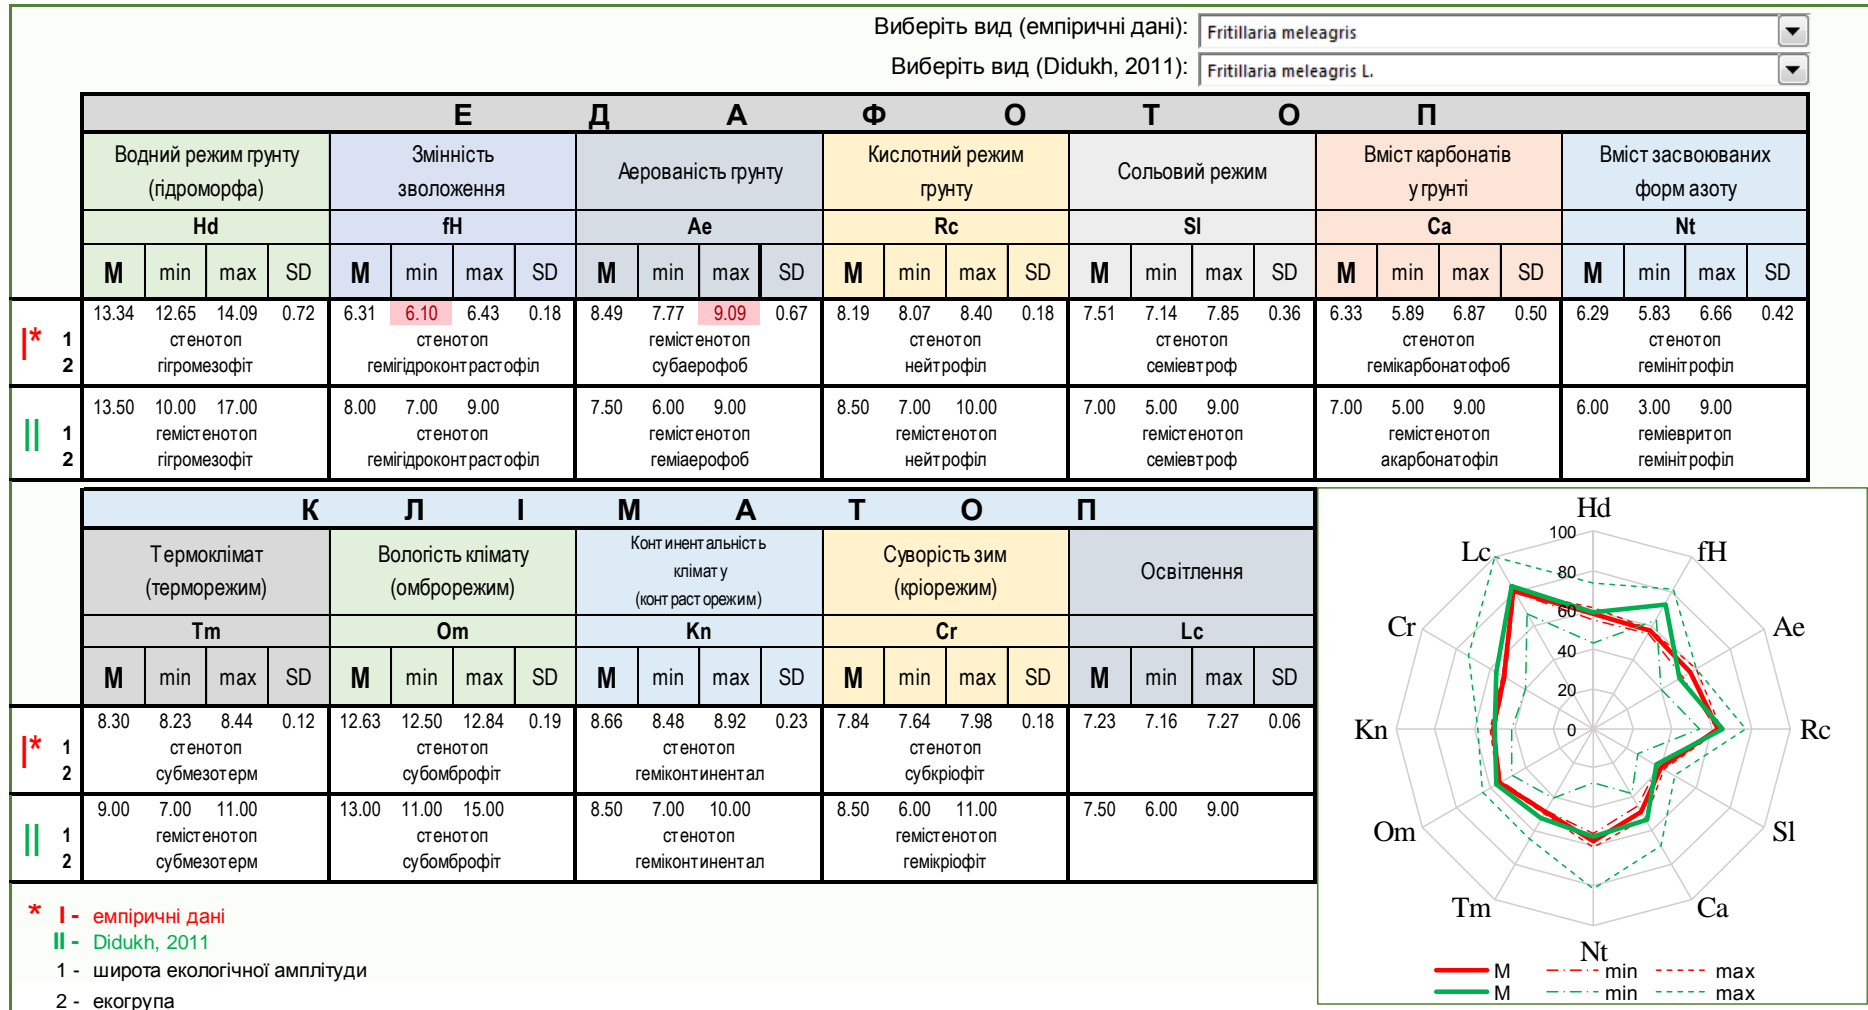 Виберіть вид (емпіричні дані): Fritillaria meleagris
Виберіть вид (Didukh, 2011): Fritillaria meleagris L.
Е Д А Ф О Т О П
Водний режим грунту (гідроморфа) Змінність зволоження Аерованість грунту Кислотний режим грунту Сольовий режим Вміст карбонатів у грунті Вміст засвоюваних форм азоту
Hd fH Ae Rc Sl Ca Nt
M min max SD M min max SD M min max SD M min max SD M min max SD M min max SD M min max SD
13.34 12.65 14.09 0.72 6.31 6.10 6.43 0.18 8.49 7.77 9.09 0.67 8.19 8.07 8.40 0.18 7.51 7.14 7.85 0.36 6.33 5.89 6.87 0.50 6.29 5.83 6.66 0.42
I* 1 стенотоп стенотоп гемістенотоп стенотоп стенотоп стенотоп стенотоп
2 гігромезофіт гемігідроконтрастофіл субаерофоб нейтрофіл семіевтроф гемікарбонатофоб гемінітрофіл
13.50 10.00 17.00 8.00 7.00 9.00 7.50 6.00 9.00 8.50 7.00 10.00 7.00 5.00 9.00 7.00 5.00 9.00 6.00 3.00 9.00
II 1 гемістенотоп стенотоп гемістенотоп гемістенотоп гемістенотоп гемістенотоп геміевритоп
2 гігромезофіт гемігідроконтрастофіл геміаерофоб нейтрофіл семіевтроф акарбонатофіл гемінітрофіл
К Л І М А Т О П
Термоклімат (терморежим) Вологість клімату (омброрежим) Континентальність клімату (контрасторежим) Суворість зим (кріорежим) Освітлення
Tm Om Kn Cr Lc
M min max SD M min max SD M min max SD M min max SD M min max SD
8.30 8.23 8.44 0.12 12.63 12.50 12.84 0.19 8.66 8.48 8.92 0.23 7.84 7.64 7.98 0.18 7.23 7.16 7.27 0.06
I* 1 стенотоп стенотоп стенотоп стенотоп
2 субмезотерм субомброфіт геміконтинентал субкріофіт
9.00 7.00 11.00 13.00 11.00 15.00 8.50 7.00 10.00 8.50 6.00 11.00 7.50 6.00 9.00
II 1 гемістенотоп стенотоп стенотоп гемістенотоп
2 субмезотерм субомброфіт геміконтинентал гемікріофіт
* I - емпіричні дані
II - Didukh, 2011
1 - широта екологічної амплітуди
2 - екогрупа
Hd
100
Lc fH
80
60
Cr Ae
40
20
Kn 0 Rc
Om Sl
Tm Ca
Nt
M min max
M min max